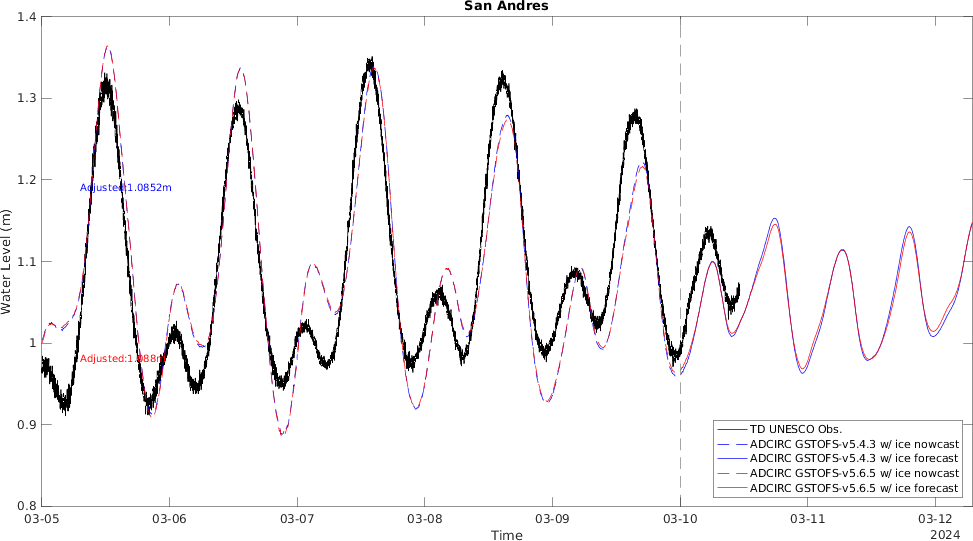 San Andres
1.4
1.3
1.2
1.1
1
0.9
0.8
Water Level (m)
Adjusted:1.0852m
Adjusted:1.088m
TD UNESCO Obs.
ADCIRC GSTOFS-v5.4.3 w/ ice nowcast
ADCIRC GSTOFS-v5.4.3 w/ ice forecast
ADCIRC GSTOFS-v5.6.5 w/ ice nowcast
ADCIRC GSTOFS-v5.6.5 w/ ice forecast
03-05 03-06 03-07 03-08 03-09 03-10 03-11 03-12
Time
2024